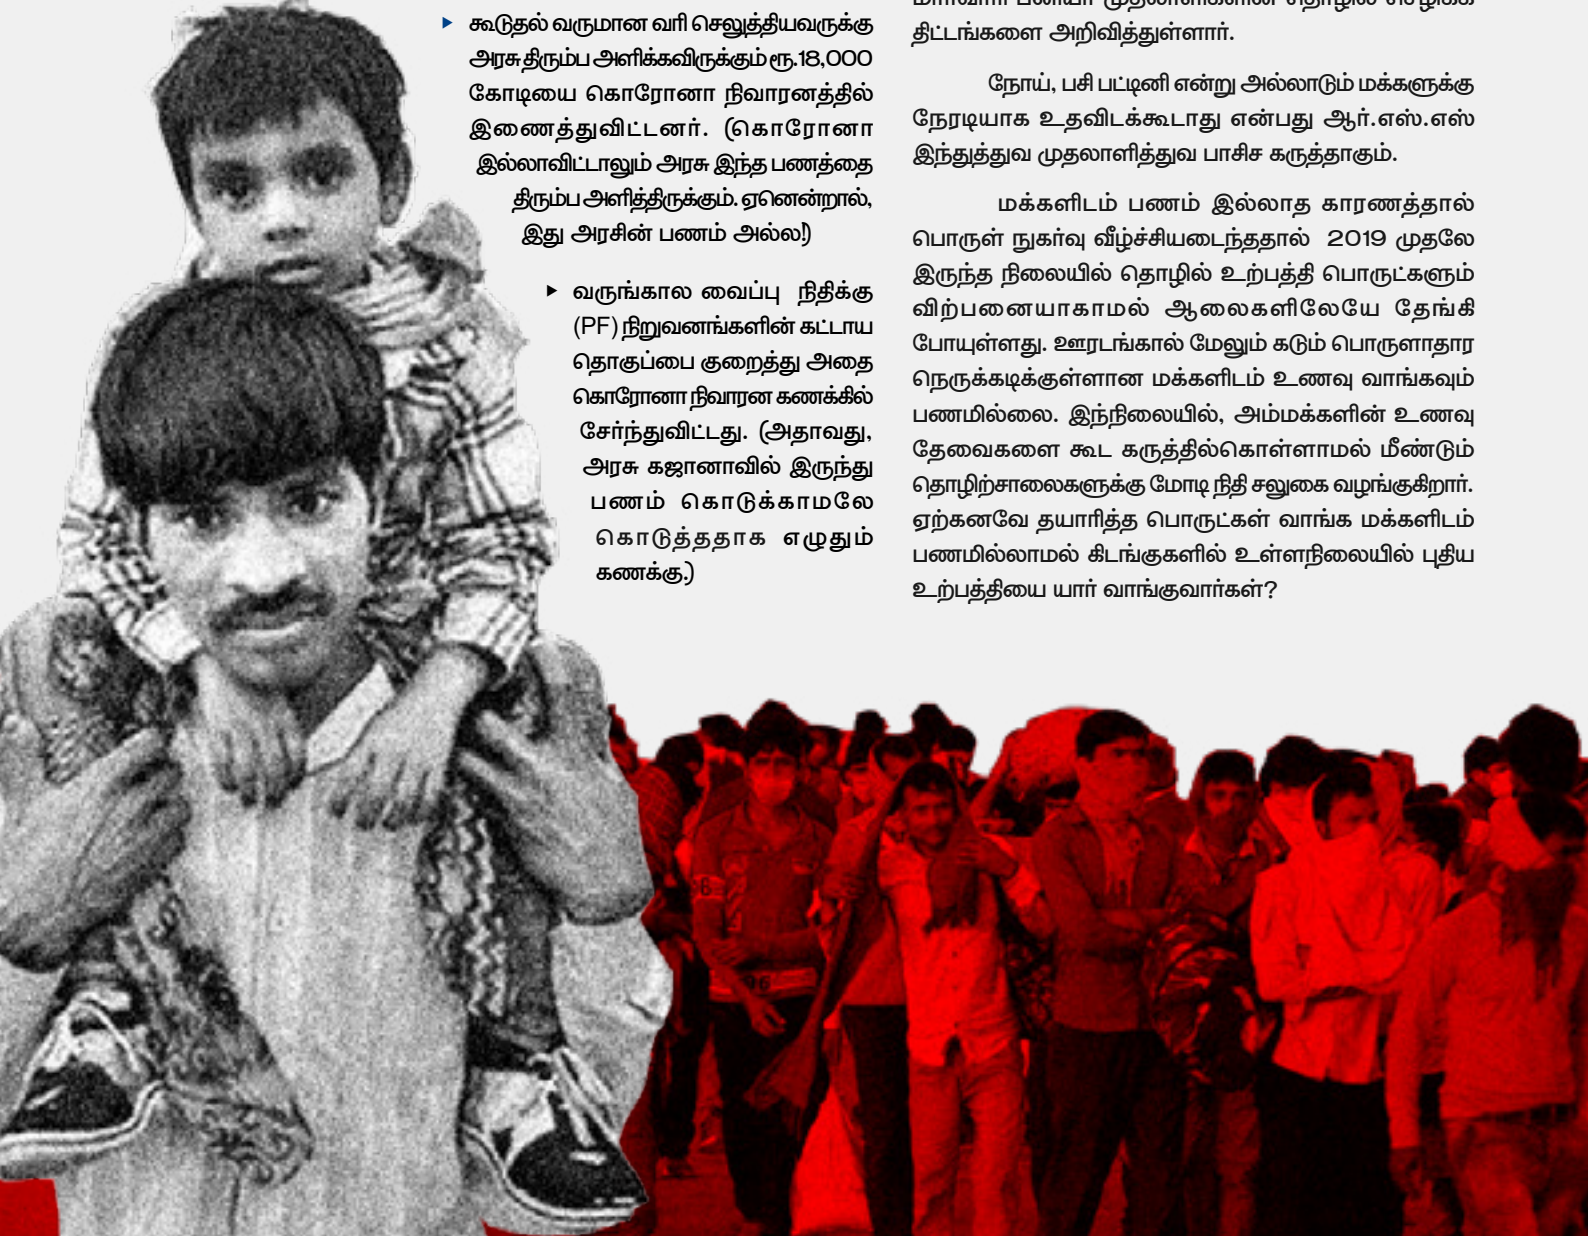 கூடுதல் வருமான வரி செலுத்தியவருக்கு
அரசு திரும்ப அளிக்கவிருக்கும் ரூ.18,000
கோடியை கொரோனா நிவாரனத்தில்
இணைத்துவிட்டனர். (கொரோனா
இல்லாவிட்டாலும் அரசு இந்த பணத்தை
திரும்ப அளித்திருக்கும். ஏனென்றால்,
இது அரசின் பணம் அல்ல!)
வருங்கால வைப்பு நிதிக்கு
(PF) நிறுவனங்களின் கட்டாய
தொகுப்பை குறைத்து அதை
கொரோனா நிவாரன கணக்கில்
சேர்ந்துவிட்டது. (அதாவது,
அரசு கஜானாவில் இருந்து
பணம் கொடுக்காமலே
கொடுத்ததாக எழுதும்
கணக்கு.)
திட்டங்களை அறிவித்துள்ளார்.
நோய், பசி பட்டினி என்று அல்லாடும் மக்களுக்கு
நேரடியாக உதவிடக்கூடாது என்பது ஆர்.எஸ்.எஸ்
இந்துத்துவ முதலாளித்துவ பாசிச கருத்தாகும்.
மக்களிடம் பணம் இல்லாத காரணத்தால்
பொருள் நுகர்வு வீழ்ச்சியடைந்ததால் 2019 முதலே
இருந்த நிலையில் தொழில் உற்பத்தி பொருட்களும்
விற்பனையாகாமல் ஆலைகளிலேயே தேங்கி
போயுள்ளது. ஊரடங்கால் மேலும் கடும் பொருளாதார
நெருக்கடிக்குள்ளான மக்களிடம் உணவு வாங்கவும்
பணமில்லை. இந்நிலையில், அம்மக்களின் உணவு
தேவைகளை கூட கருத்தில்கொள்ளாமல் மீண்டும்
தொழிற்சாலைகளுக்கு மோடி நிதி சலுகை வழங்குகிறார்.
ஏற்கனவே தயாரித்த பொருட்கள் வாங்க மக்களிடம்
பணமில்லாமல் கிடங்குகளில் உள்ளநிலையில் புதிய
உற்பத்தியை யார் வாங்குவார்கள்?